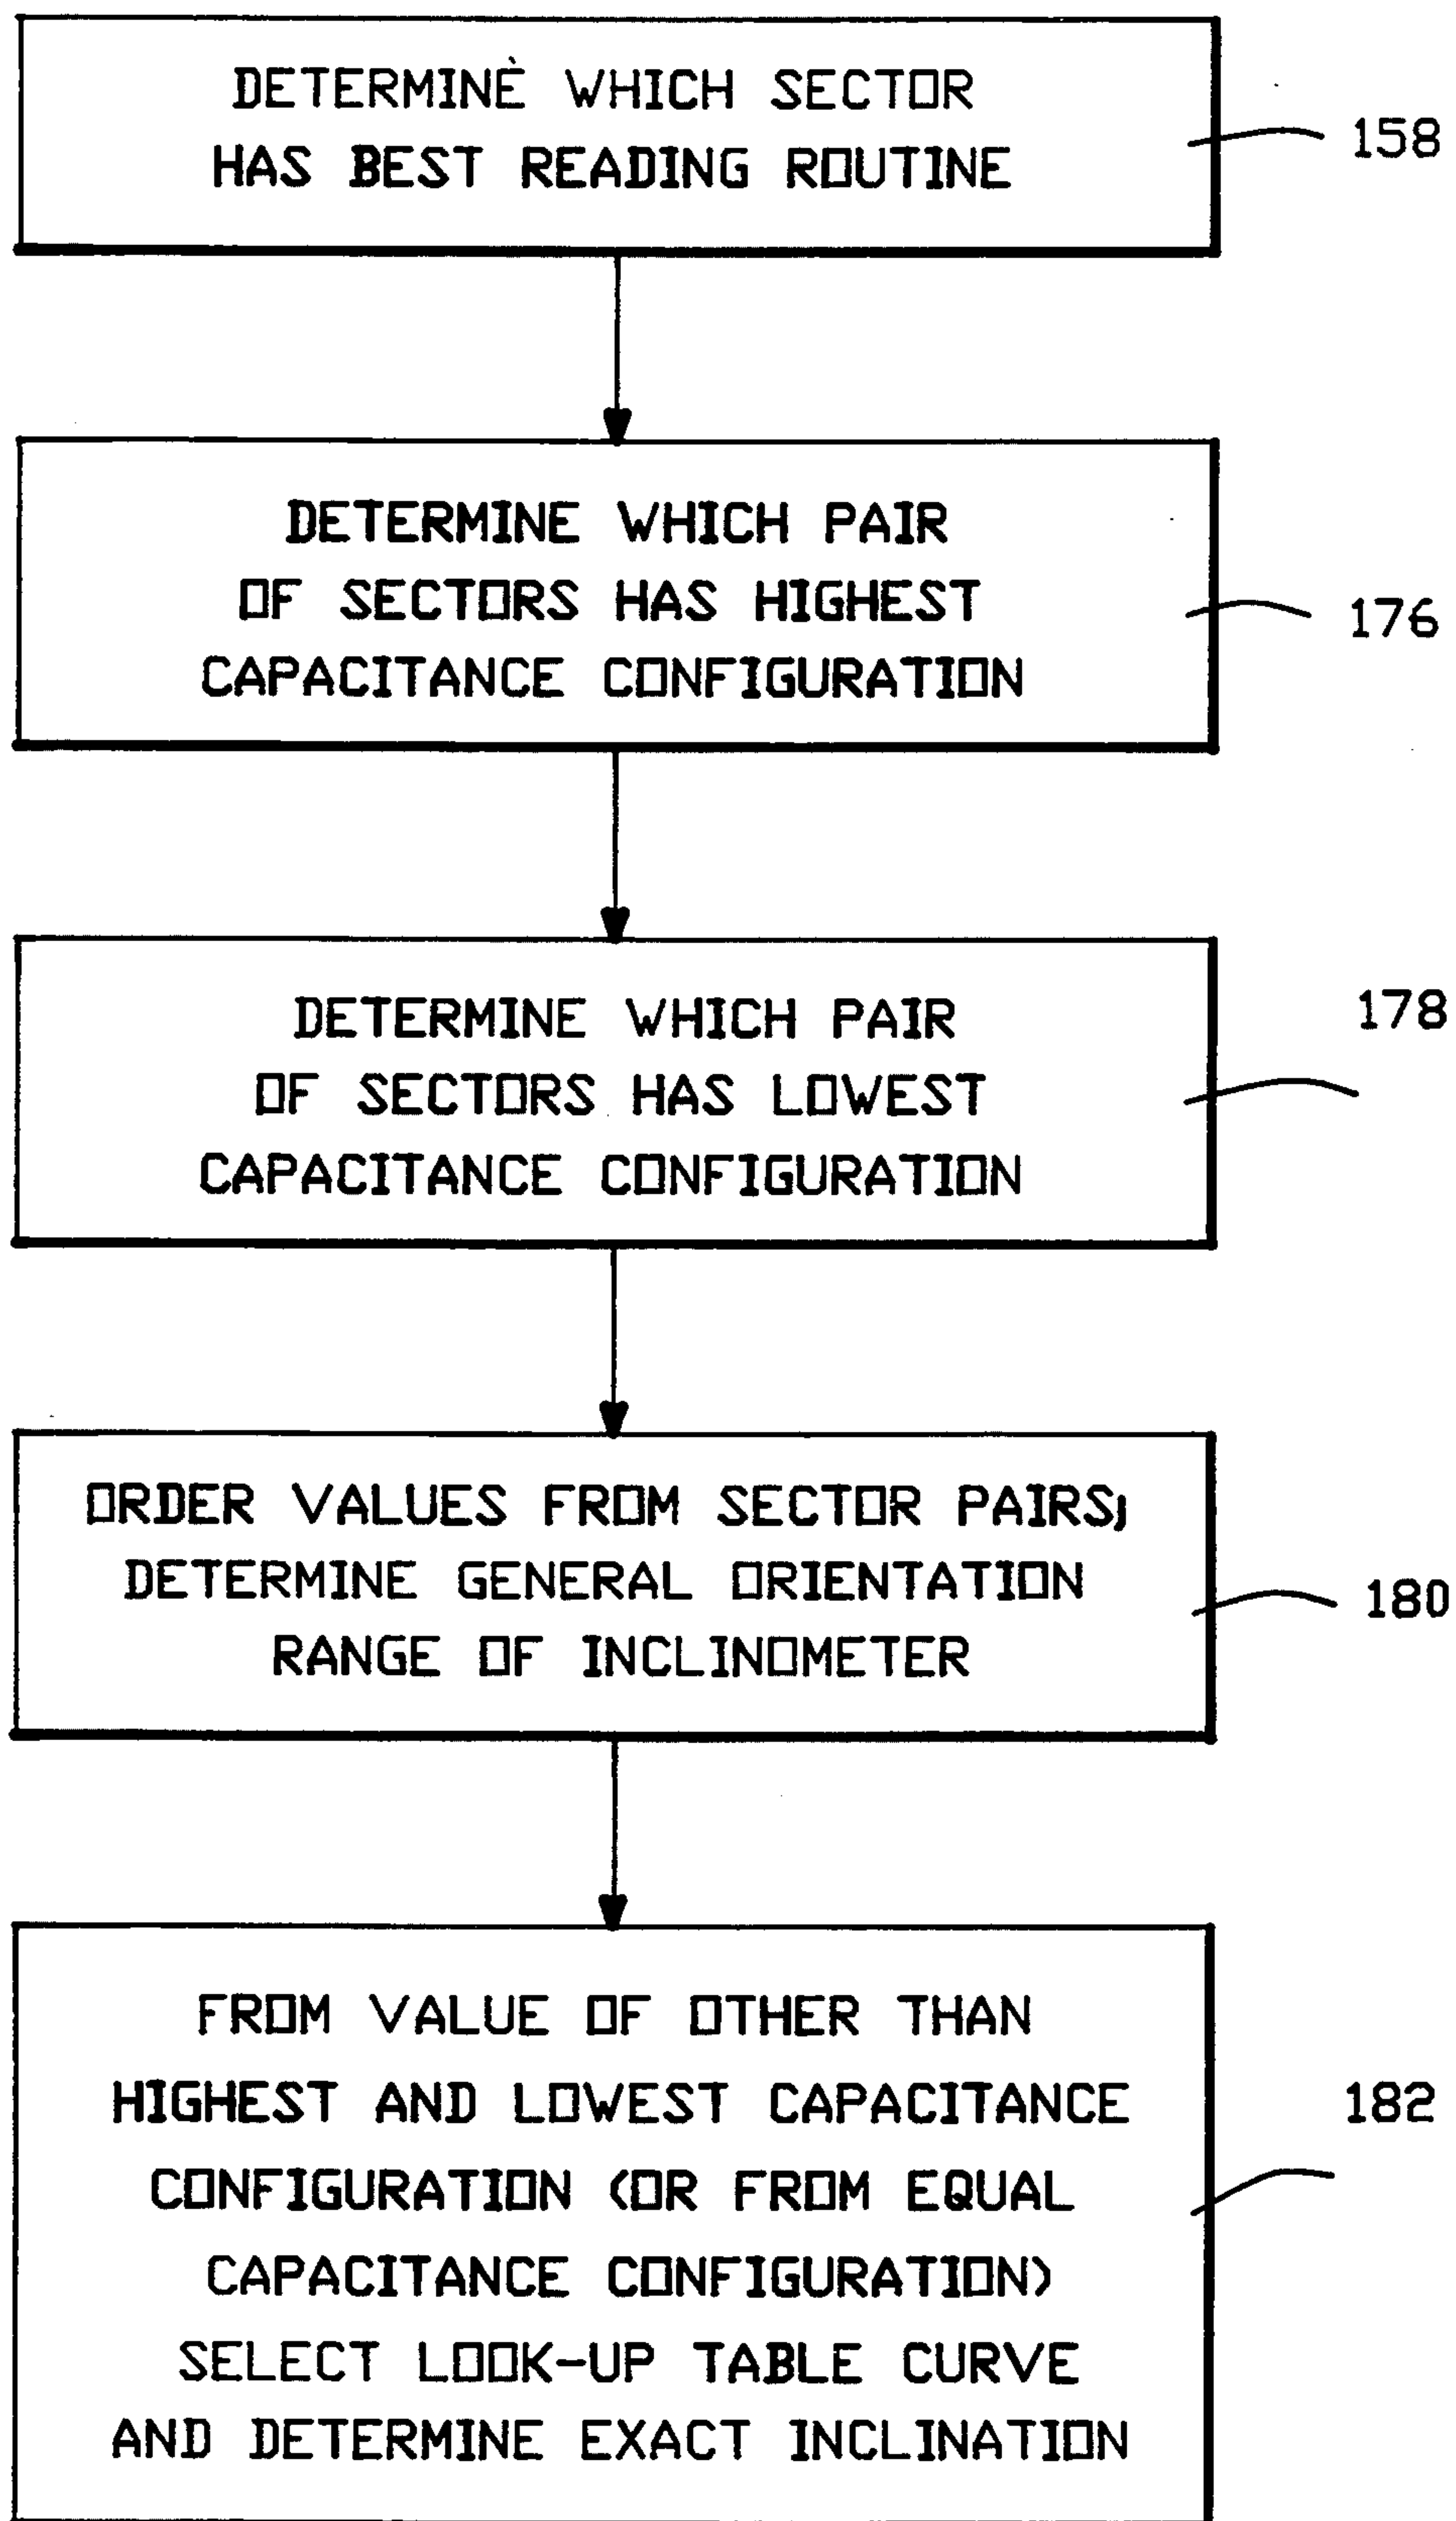 DETERMINE WHICH SECTOR
HAS BEST READING ROUTINE
158
DETERMINE WHICH PAIR
OF SECTORS HAS HIGHEST
CAPACITANCE CONFIGURATION
176
DETERMINE WHICH PAIR
OF SECTORS HAS LOWEST
CAPACITANCE CONFIGURATION
178
ORDER VALUES FROM SECTOR PAIRS;
DETERMINE GENERAL ORIENTATION
RANGE OF INCLINOMETER
180
FROM VALUE OF OTHER THAN
HIGHEST AND LOWEST CAPACITANCE
CONFIGURATION (OR FROM EQUAL
CAPACITANCE CONFIGURATION)
SELECT LOOK-UP TABLE CURVE
AND DETERMINE EXACT INCLINATION
182